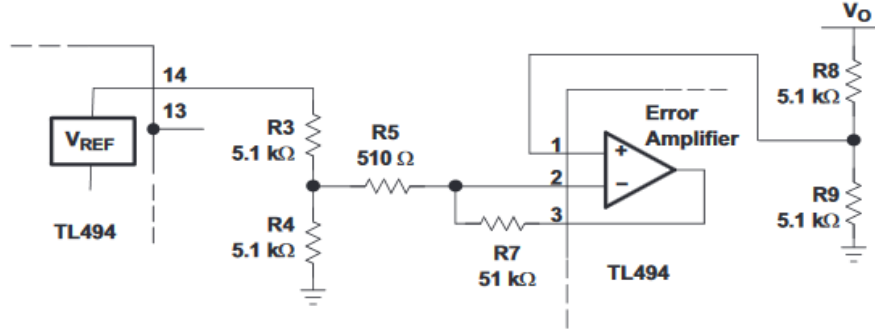 VO
14
13
VREF
TL494
R3
5.1 kΩ
R4
5.1 kΩ
R5
510 Ω
R7
51 kΩ
1
2
3
+
−
Error
Amplifier
TL494
R8
5.1 kΩ
R9
5.1 kΩ